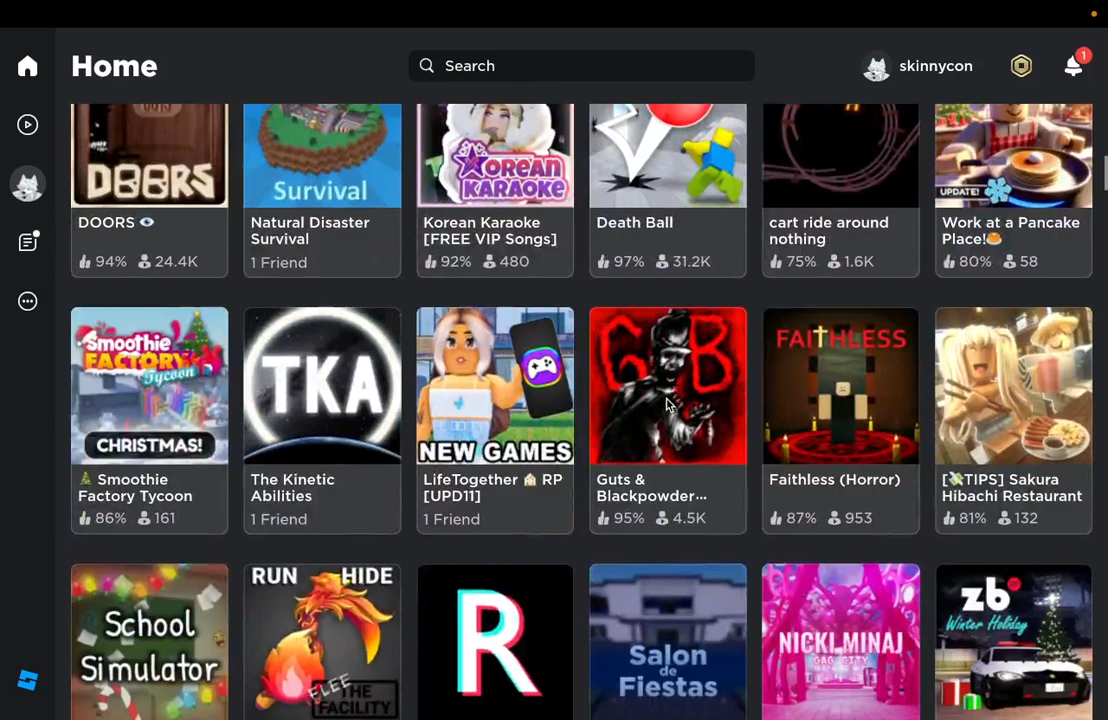 Home
Search
skinnycon
1
DOORS
Survival
KOREAN
KARAOKE
UPDATE!
DOORS 👁
Natural Disaster
Survival
Korean Karaoke
[FREE VIP Songs]
Death Ball
cart ride around
nothing
Work at a Pancake
Place!🥞
94% 24.4K
1 Friend
92% 480
97% 31.2K
75% 1.6K
80% 58
Smoothie
FACTORY
Tycoon
CHRISTMAS!
TKA
NEW GAMES
G B
FAITHLESS
🎄 Smoothie
Factory Tycoon
The Kinetic
Abilities
LifeTogether 🏠 RP
[UPD11]
Guts &
Blackpowder...
Faithless (Horror)
[💸TIPS] Sakura
Hibachi Restaurant
86% 161
1 Friend
1 Friend
95% 4.5K
87% 953
81% 132
School
Simulator
RUN HIDE
FLEE
THE
FACILITY
R
Salon
de
Fiestas
NICKI MINAJ
GAG CITY
zb
Winter Holiday